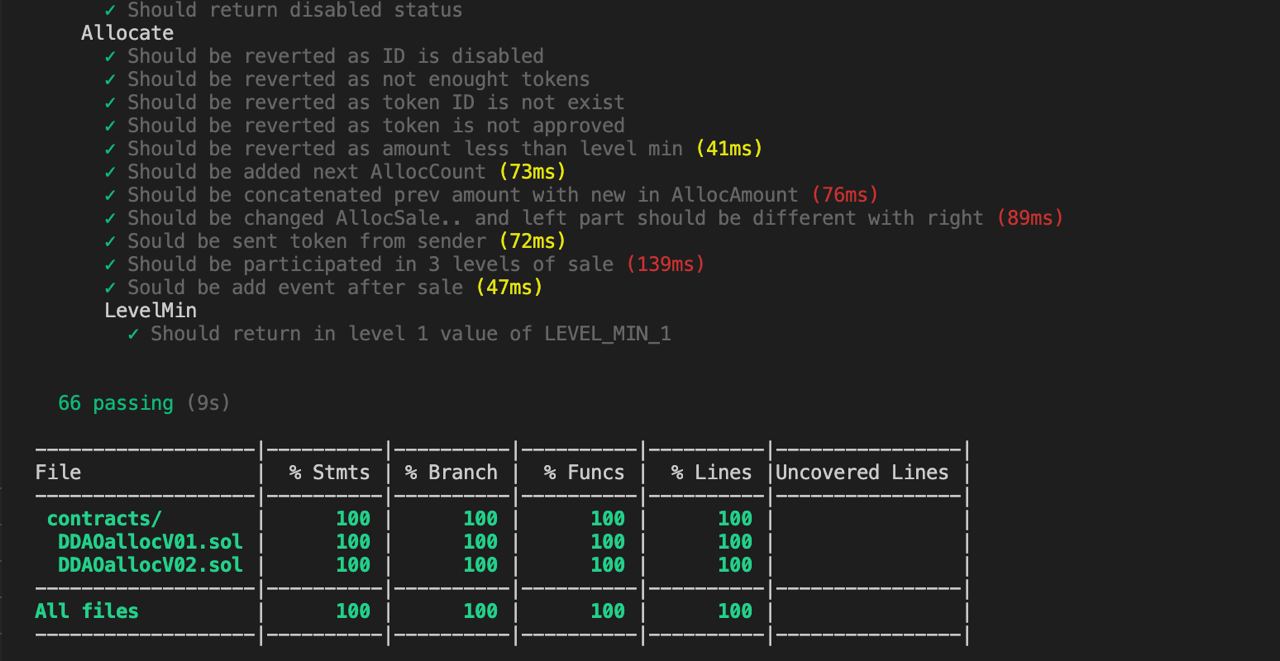 ✓ Should return disabled status
Allocate
✓ Should be reverted as ID is disabled
✓ Should be reverted as not enought tokens
✓ Should be reverted as token ID is not exist
✓ Should be reverted as token is not approved
✓ Should be reverted as amount less than level min (41ms)
✓ Should be added next AllocCount (73ms)
✓ Should be concatenated prev amount with new in AllocAmount (76ms)
✓ Should be changed AllocSale.. and left part should be different with right (89ms)
✓ Sould be sent token from sender (72ms)
✓ Should be participated in 3 levels of sale (139ms)
✓ Sould be add event after sale (47ms)
LevelMin
✓ Should return in level 1 value of LEVEL_MIN_1
66 passing (9s)
File | % Stmts | % Branch | % Funcs | % Lines |Uncovered Lines |
contracts/ | 100 | 100 | 100 | 100 | |
DDAOallocV01.sol | 100 | 100 | 100 | 100 | |
DDAOallocV02.sol | 100 | 100 | 100 | 100 | |
All files | 100 | 100 | 100 | 100 | |